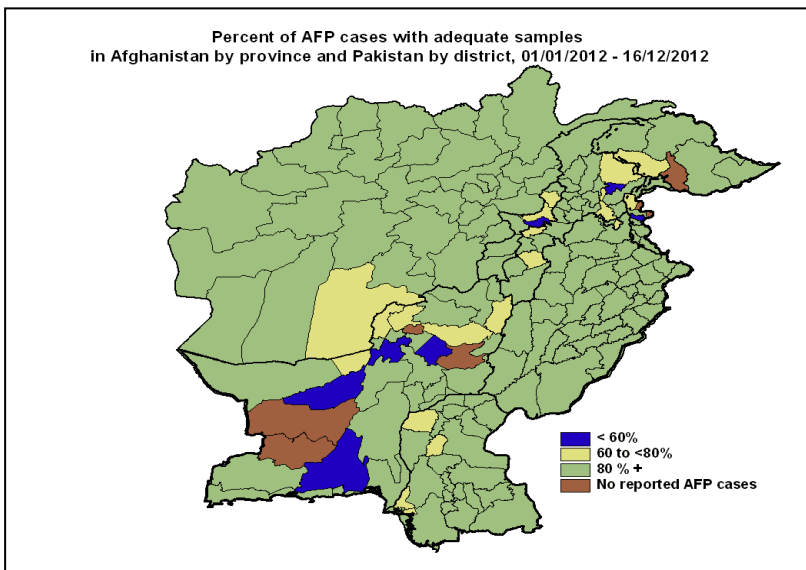 Percent of AFP cases with adequate samples
in Afghanistan by province and Pakistan by district, 01/01/2012 - 16/12/2012
< 60%
60 to <80%
80 % +
No reported AFP cases